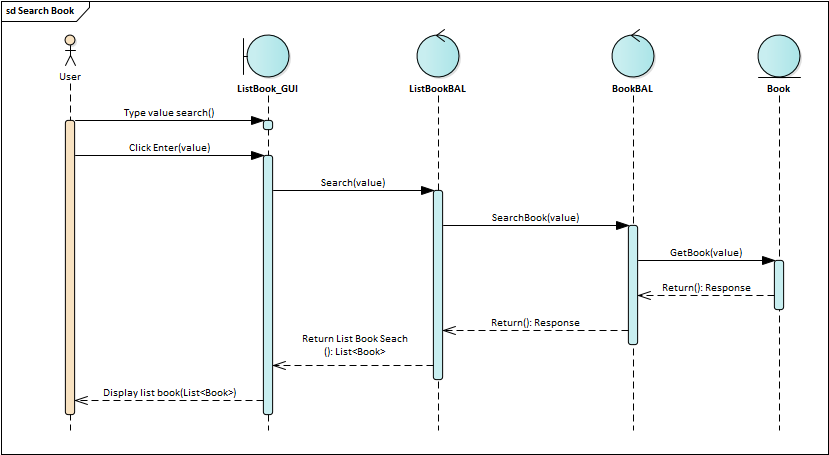 sd Search Book
User
ListBook_GUI
ListBookBAL
BookBAL
Book
Type value search()
Click Enter(value)
Search(value)
SearchBook(value)
GetBook(value)
Return(): Response
Return(): Response
Return List Book Seach
(): List<Book>
Display list book(List<Book>)